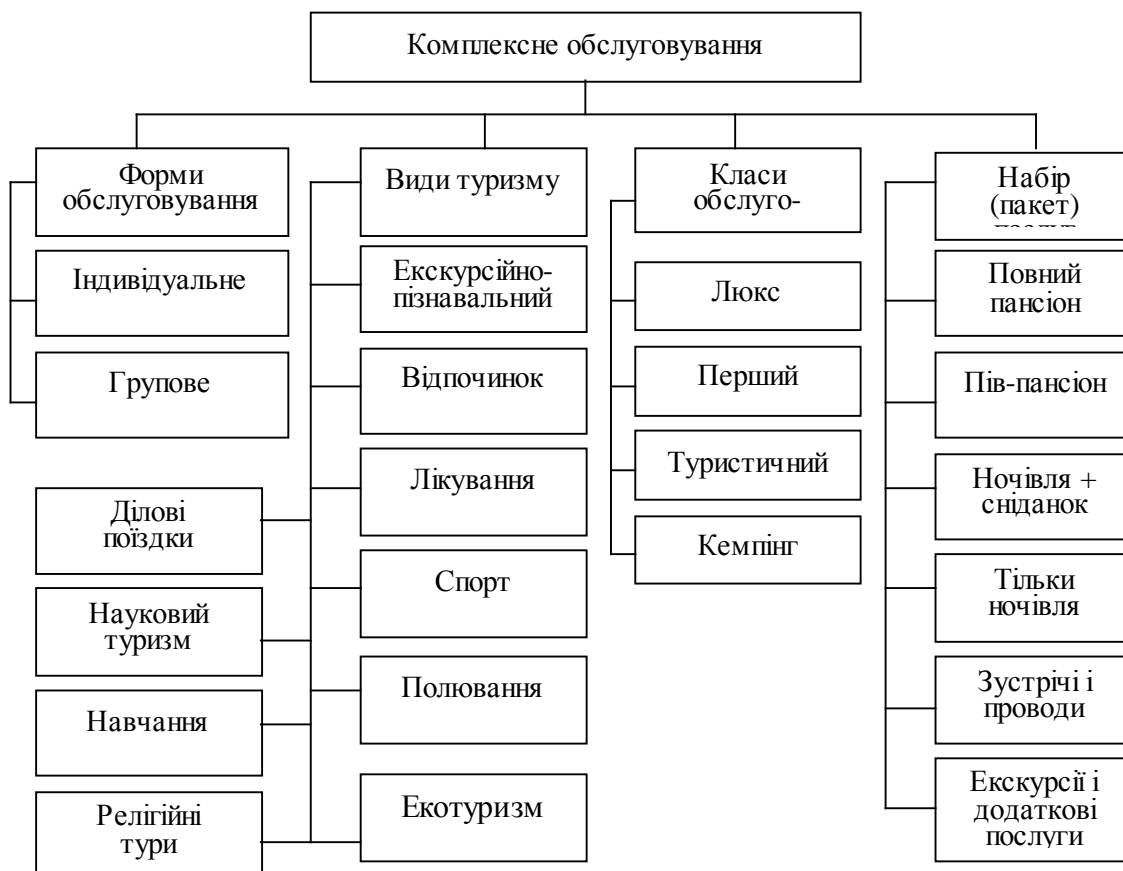 Комплексне обслуговування
Форми
обслуговування
Індивідуальне
Групове
Види туризму
Екскурсійно-
пізнавальний
Відпочинок
Лікування
Спорт
Полювання
Екотуризм
Ділові
поїздки
Науковий
туризм
Навчання
Релігійні
тури
Класи
обслуго-
Люкс
Перший
Туристичний
Кемпінг
Набір
(пакет)
Повний
пансіон
Пів-пансіон
Ночівля +
сніданок
Тільки
ночівля
Зустрічі і
проводи
Екскурсії і
додаткові
послуги